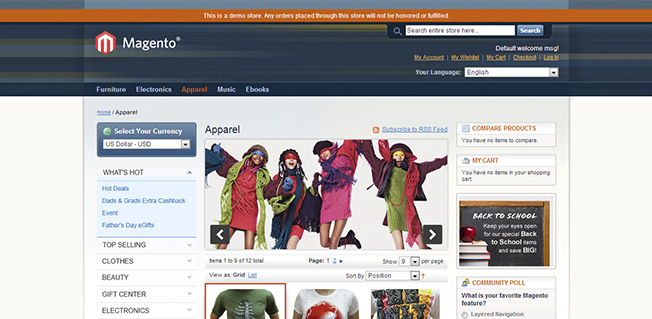 This is a demo store. Any orders placed through this store will not be honored or fulfilled.
Magento®
Search entire store here...
Search
Default welcome msg!
My Account | My Wishlist | My Cart | Checkout | Log In
Your Language: English
Furniture Electronics Apparel Music Ebooks
Home / Apparel
Select Your Currency
US Dollar - USD
WHAT'S HOT
Hot Deals
Dads & Grads Extra Cashback
Event
Father's Day eGifts
TOP SELLING
CLOTHES
BEAUTY
GIFT CENTER
ELECTRONICS
Apparel
Subscribe to RSS Feed
Items 1 to 9 of 12 total
Page: 1 2
Show 9 per page
View as: Grid List
Sort By Position
COMPARE PRODUCTS
You have no items to compare.
MY CART
You have no items in your shopping
cart.
BACK TO SCHOOL
Keep your eyes open
for our special Back
to School items
and save BIG!
COMMUNITY POLL
What is your favorite Magento
feature?
Layered Navigation